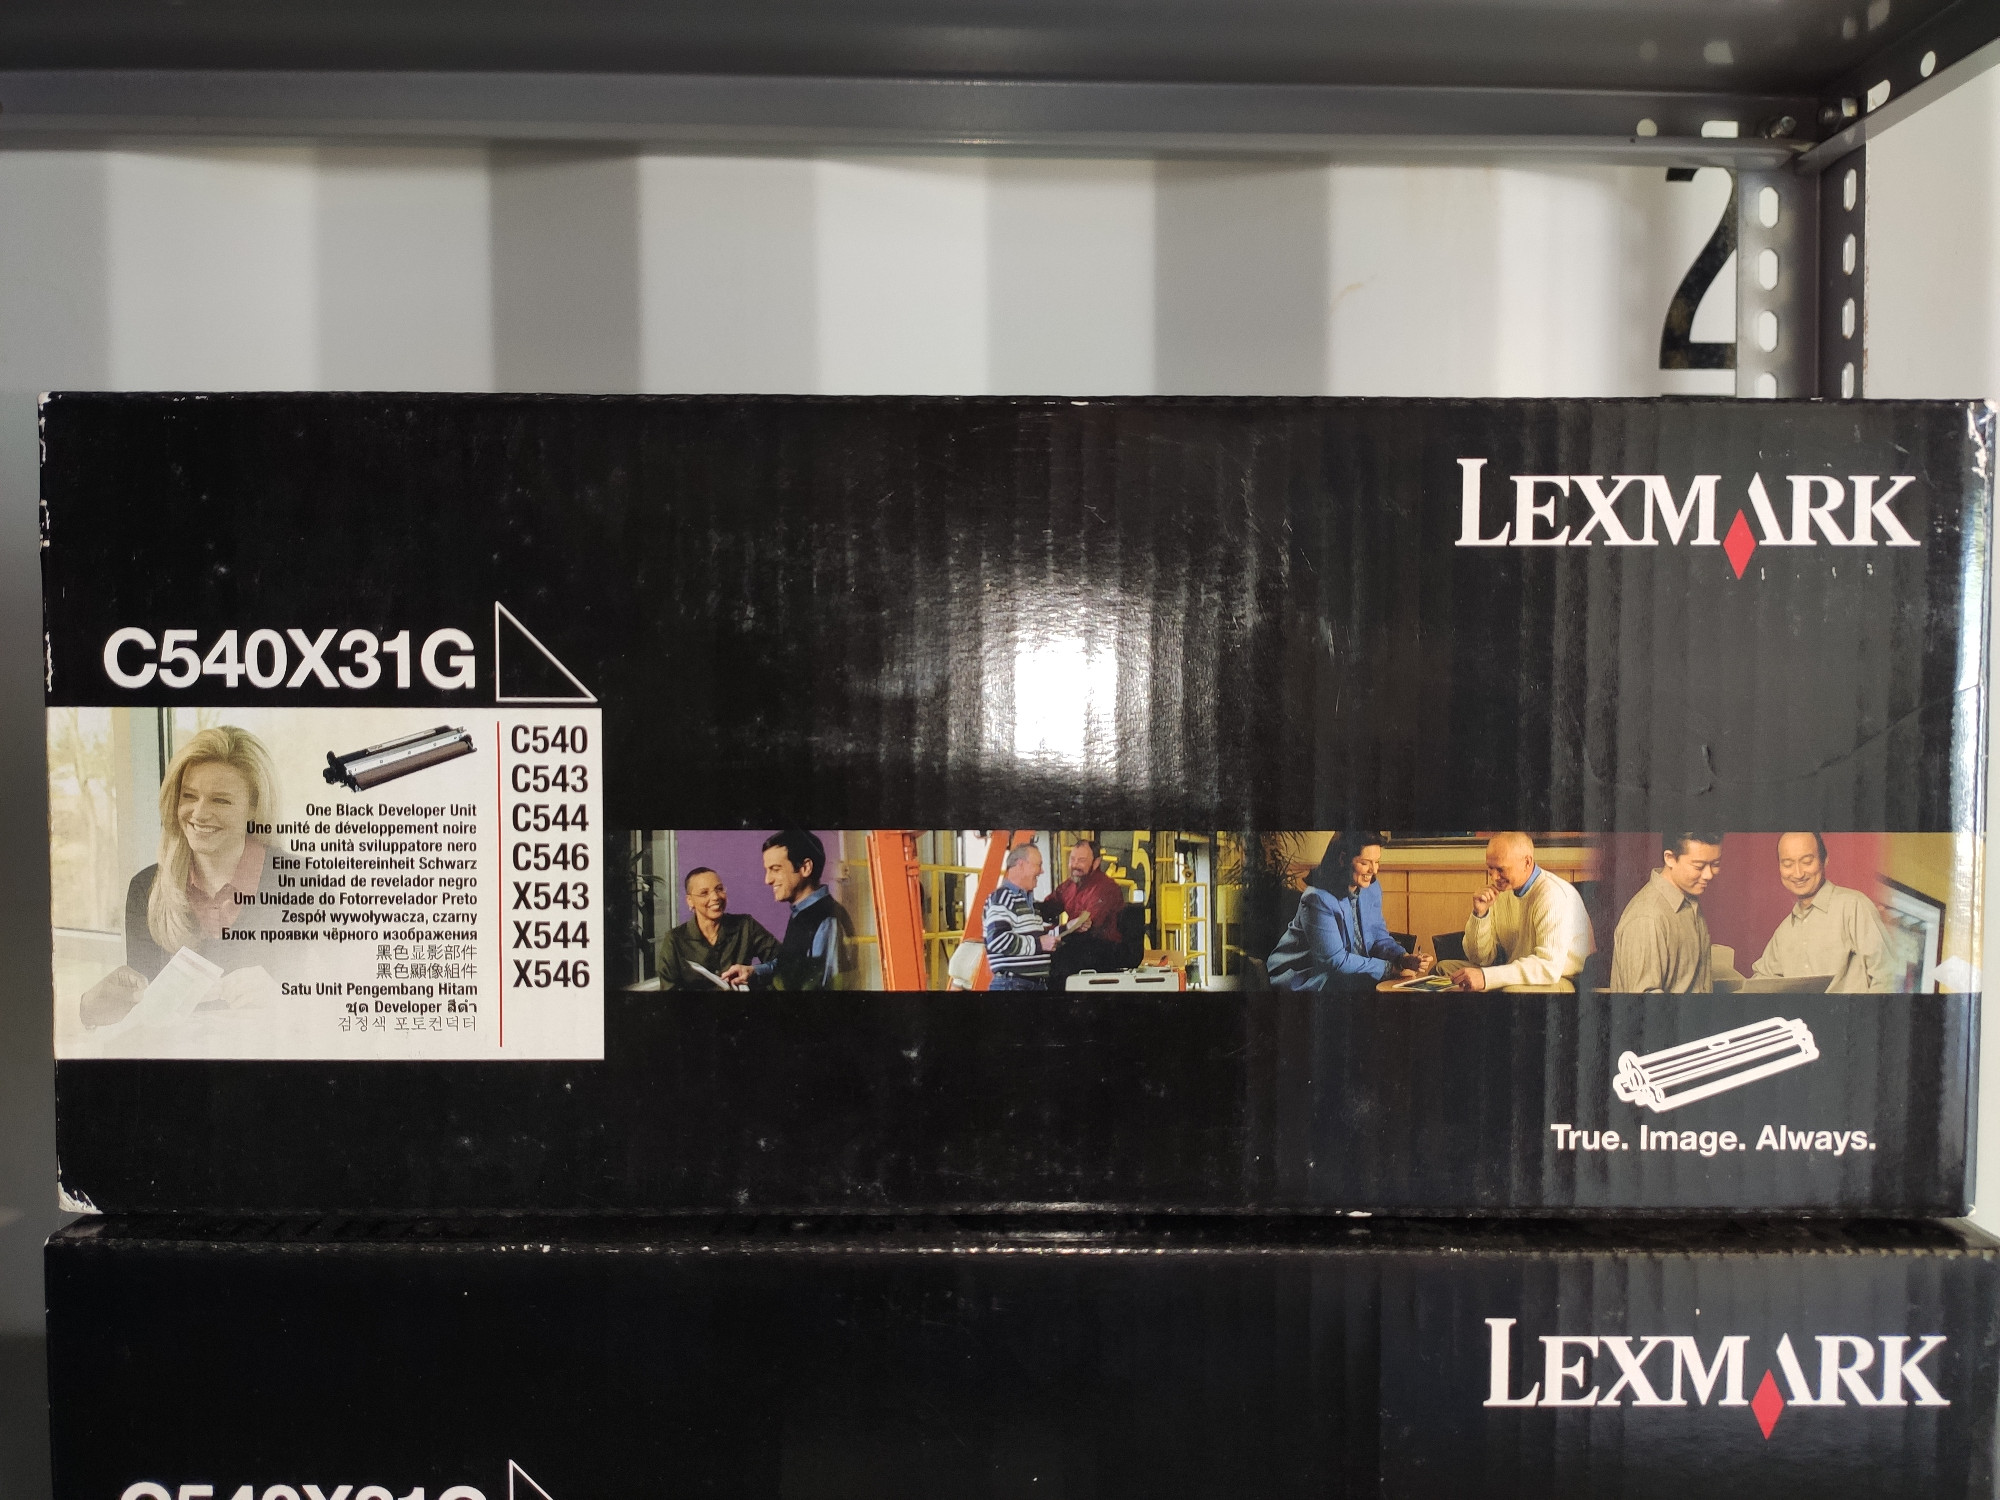 2
LEXMARK
C540X31G
C540
C543
C544
C546
X543
X544
X546
One Black Developer Unit
Une unité de développement noire
Una unità sviluppatore nero
Eine Fotoleitereinheit Schwarz
Un unidad de revelador negro
Um Unidade do Fotorrevelador Preto
Zespół wywoływacza, czarny
Блок проявки чёрного изображения
黑色显影部件
黑色顯像組件
Satu Unit Pengembang Hitam
ชุด Developer สีดำ
검정색 포토컨덕터
5
True. Image. Always.
LEXMARK
C540X31G